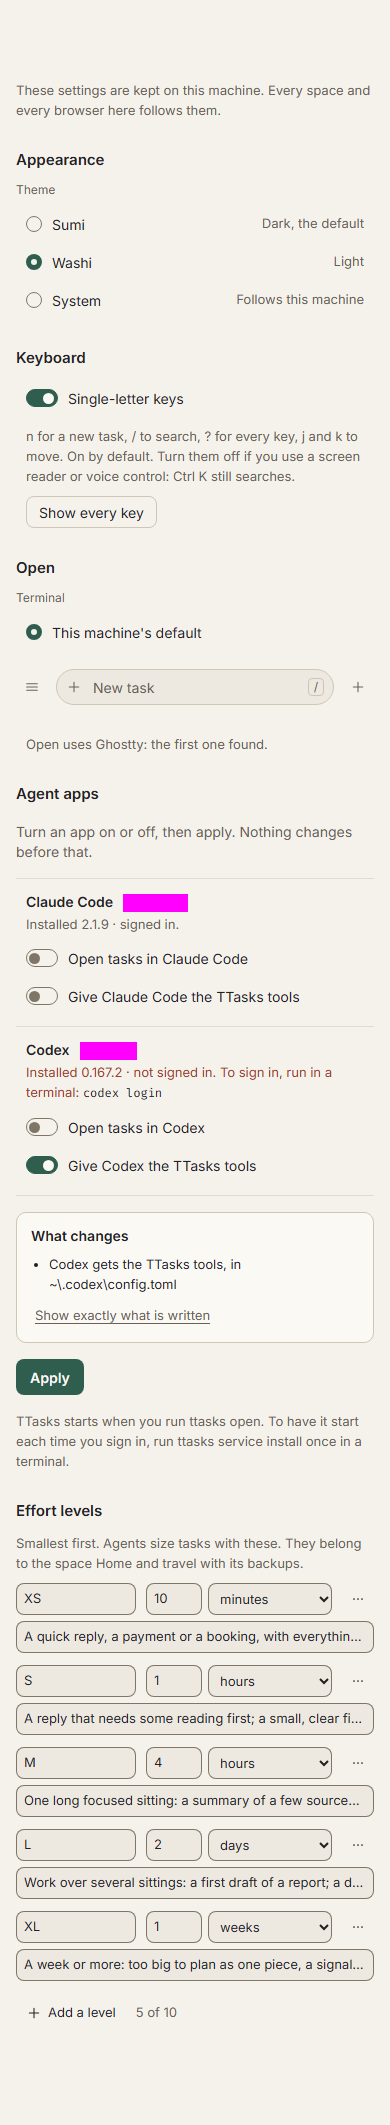 These settings are kept on this machine. Every space and
every browser here follows them.
Appearance
Theme
Sumi Dark, the default
Washi Light
System Follows this machine
Keyboard
Single-letter keys
n for a new task, / to search, ? for every key, j and k to
move. On by default. Turn them off if you use a screen
reader or voice control: Ctrl K still searches.
Show every key
Open
Terminal
This machine's default
New task /
Open uses Ghostty: the first one found.
Agent apps
Turn an app on or off, then apply. Nothing changes
before that.
Claude Code
Installed 2.1.9 · signed in.
Open tasks in Claude Code
Give Claude Code the TTasks tools
Codex
Installed 0.167.2 · not signed in. To sign in, run in a
terminal: codex login
Open tasks in Codex
Give Codex the TTasks tools
What changes
• Codex gets the TTasks tools, in
~\.codex\config.toml
Show exactly what is written
Apply
TTasks starts when you run ttasks open. To have it start
each time you sign in, run ttasks service install once in a
terminal.
Effort levels
Smallest first. Agents size tasks with these. They belong
to the space Home and travel with its backups.
XS 10 minutes ...
A quick reply, a payment or a booking, with everythin...
S 1 hours ...
A reply that needs some reading first; a small, clear fi...
M 4 hours ...
One long focused sitting: a summary of a few source...
L 2 days ...
Work over several sittings: a first draft of a report; a d...
XL 1 weeks ...
A week or more: too big to plan as one piece, a signal...
+ Add a level 5 of 10